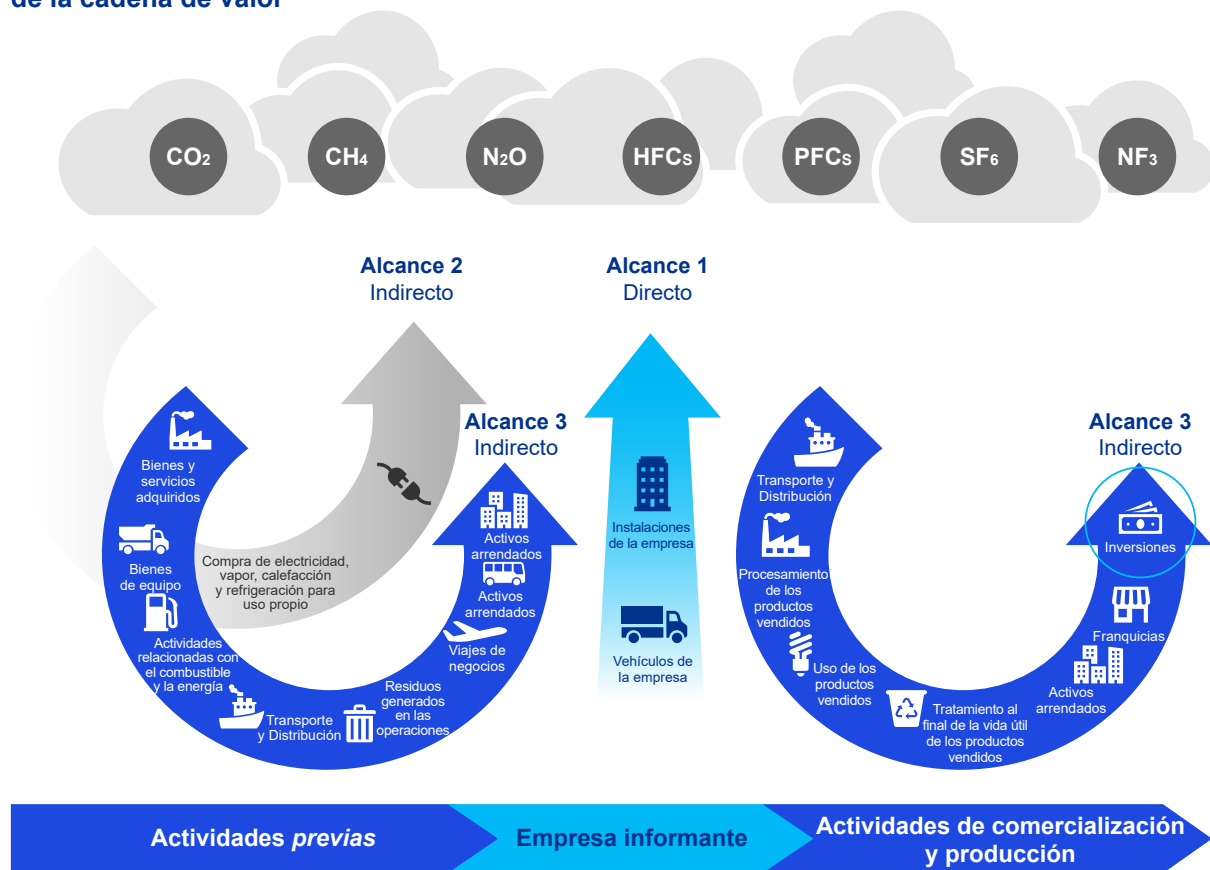 de la cadena de valor
CO₂
CH₄
N₂O
HFCs
PFCs
SF₆
NF₃
Alcance 2
Indirecto
Alcance 1
Directo
Alcance 3
Indirecto
Alcance 3
Indirecto
Bienes y
servicios
adquiridos
Bienes
de equipo
Actividades
relacionadas con
el combustible
y la energía
Transporte
y Distribución
Residuos
generados
en las
operaciones
Viajes de
negocios
Activos
arrendados
Activos
arrendados
Compra de electricidad,
vapor, calefacción
y refrigeración para
uso propio
Instalaciones
de la empresa
Vehículos de
la empresa
Transporte y
Distribución
Procesamiento
de los
productos
vendidos
Uso de los
productos
vendidos
Tratamiento al
final de la vida útil
de los productos
vendidos
Activos
arrendados
Franquicias
Inversiones
Actividades previas
Empresa informante
Actividades de comercialización
y producción